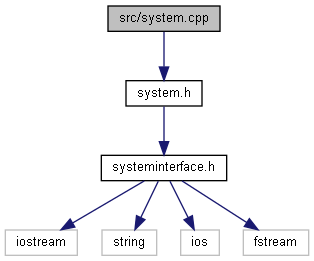 src/system.cpp
system.h
systeminterface.h
iostream
string
ios
fstream